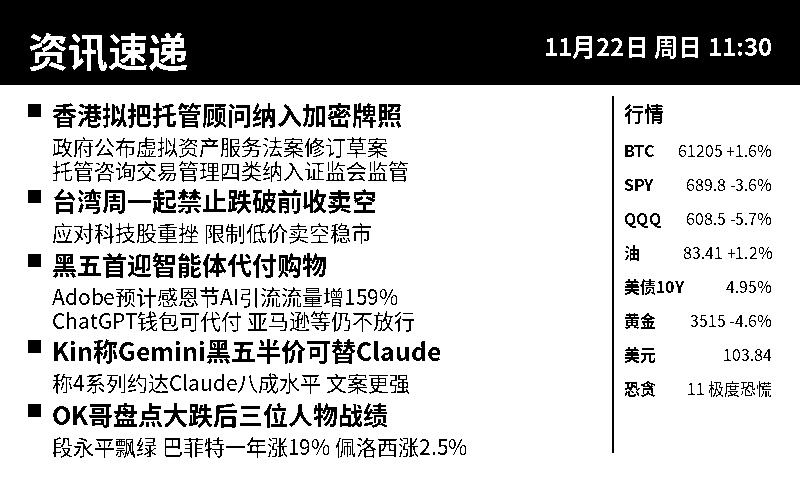 资讯速递
11月22日 周日 11:30
香港拟把托管顾问纳入加密牌照
政府公布虚拟资产服务法案修订草案
托管咨询交易管理四类纳入证监会监管
台湾周一起禁止跌破前收卖空
应对科技股重挫 限制低价卖空稳市
黑五首迎智能体代付购物
Adobe预计感恩节AI引流流量增159%
ChatGPT钱包可代付 亚马逊等仍不放行
Kin称Gemini黑五半价可替Claude
称4系列约达Claude八成水平 文案更强
OK哥盘点大跌后三位人物战绩
段永平飘绿 巴菲特一年涨19% 佩洛西涨2.5%
行情
BTC 61205 +1.6%
SPY 689.8 -3.6%
QQQ 608.5 -5.7%
油 83.41 +1.2%
美债10Y 4.95%
黄金 3515 -4.6%
美元 103.84
恐贪 11 极度恐慌